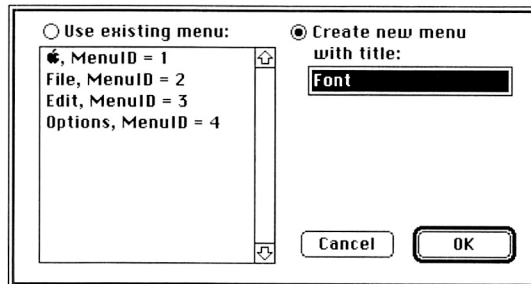 Use existing menu:
, MenuID = 1
File, MenuID = 2
Edit, MenuID = 3
Options, MenuID = 4
Create new menu
with title:
Font
Cancel
OK